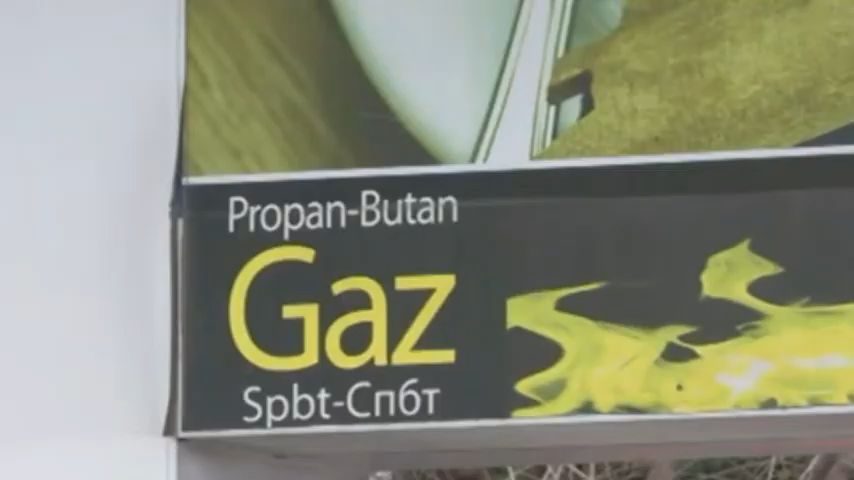 Propan-Butan
Gaz
Spbt-Спбт